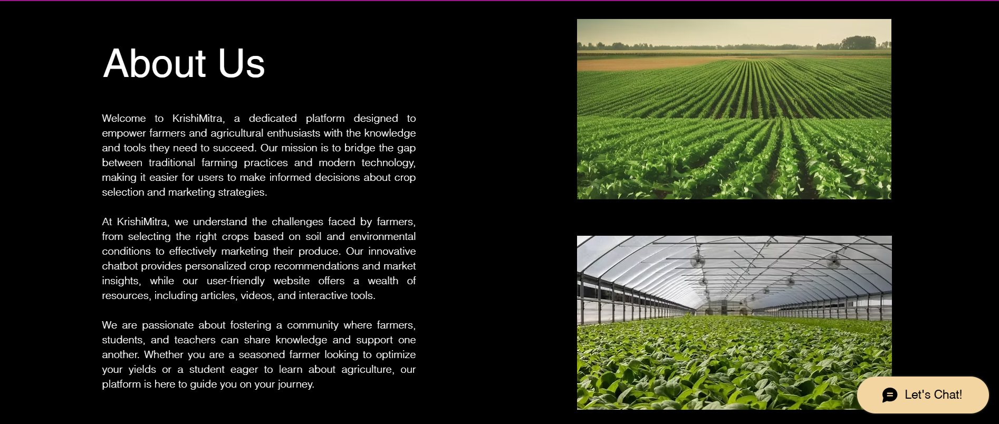 About Us
Welcome to KrishiMitra, a dedicated platform designed to
empower farmers and agricultural enthusiasts with the knowledge
and tools they need to succeed. Our mission is to bridge the gap
between traditional farming practices and modern technology,
making it easier for users to make informed decisions about crop
selection and marketing strategies.
At KrishiMitra, we understand the challenges faced by farmers,
from selecting the right crops based on soil and environmental
conditions to effectively marketing their produce. Our innovative
chatbot provides personalized crop recommendations and market
insights, while our user-friendly website offers a wealth of
resources, including articles, videos, and interactive tools.
We are passionate about fostering a community where farmers,
students, and teachers can share knowledge and support one
another. Whether you are a seasoned farmer looking to optimize
your yields or a student eager to learn about agriculture, our
platform is here to guide you on your journey.
Let's Chat!